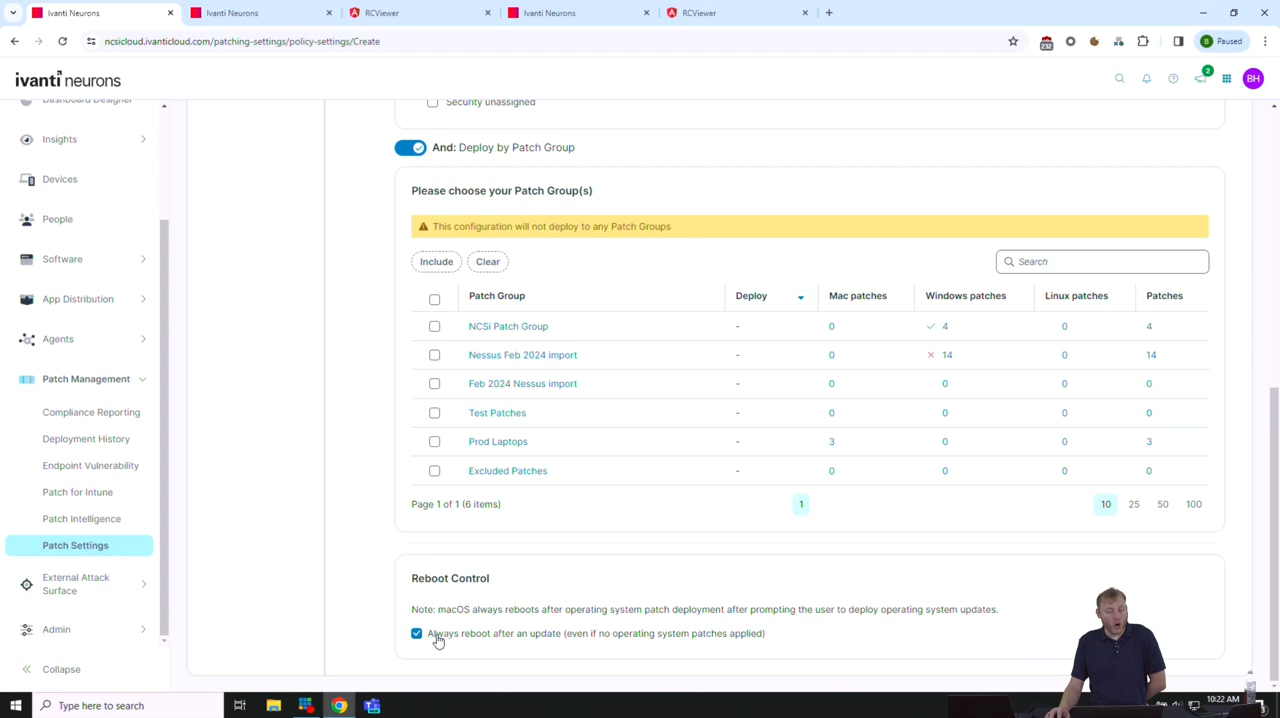 Ivanti Neurons
Ivanti Neurons
RCViewer
Ivanti Neurons
RCViewer
ncsicloud.ivanticloud.com/patching-settings/policy-settings/Create
232
B
Paused
ivanti neurons
2
BH
Dashboard Designer
Insights
Devices
People
Software
App Distribution
Agents
Patch Management
Compliance Reporting
Deployment History
Endpoint Vulnerability
Patch for Intune
Patch Intelligence
Patch Settings
External Attack
Surface
Admin
Collapse
Security unassigned
And: Deploy by Patch Group
Please choose your Patch Group(s)
This configuration will not deploy to any Patch Groups
Include
Clear
Search
Patch Group Deploy Mac patches Windows patches Linux patches Patches
NCSi Patch Group - 0 4 0 4
Nessus Feb 2024 import - 0 14 0 14
Feb 2024 Nessus import - 0 0 0 0
Test Patches - 0 0 0 0
Prod Laptops - 3 0 0 3
Excluded Patches - 0 0 0 0
Page 1 of 1 (6 items) 1 10 25 50 100
Reboot Control
Note: macOS always reboots after operating system patch deployment after prompting the user to deploy operating system updates.
Always reboot after an update (even if no operating system patches applied)
Type here to search
10:22 AM